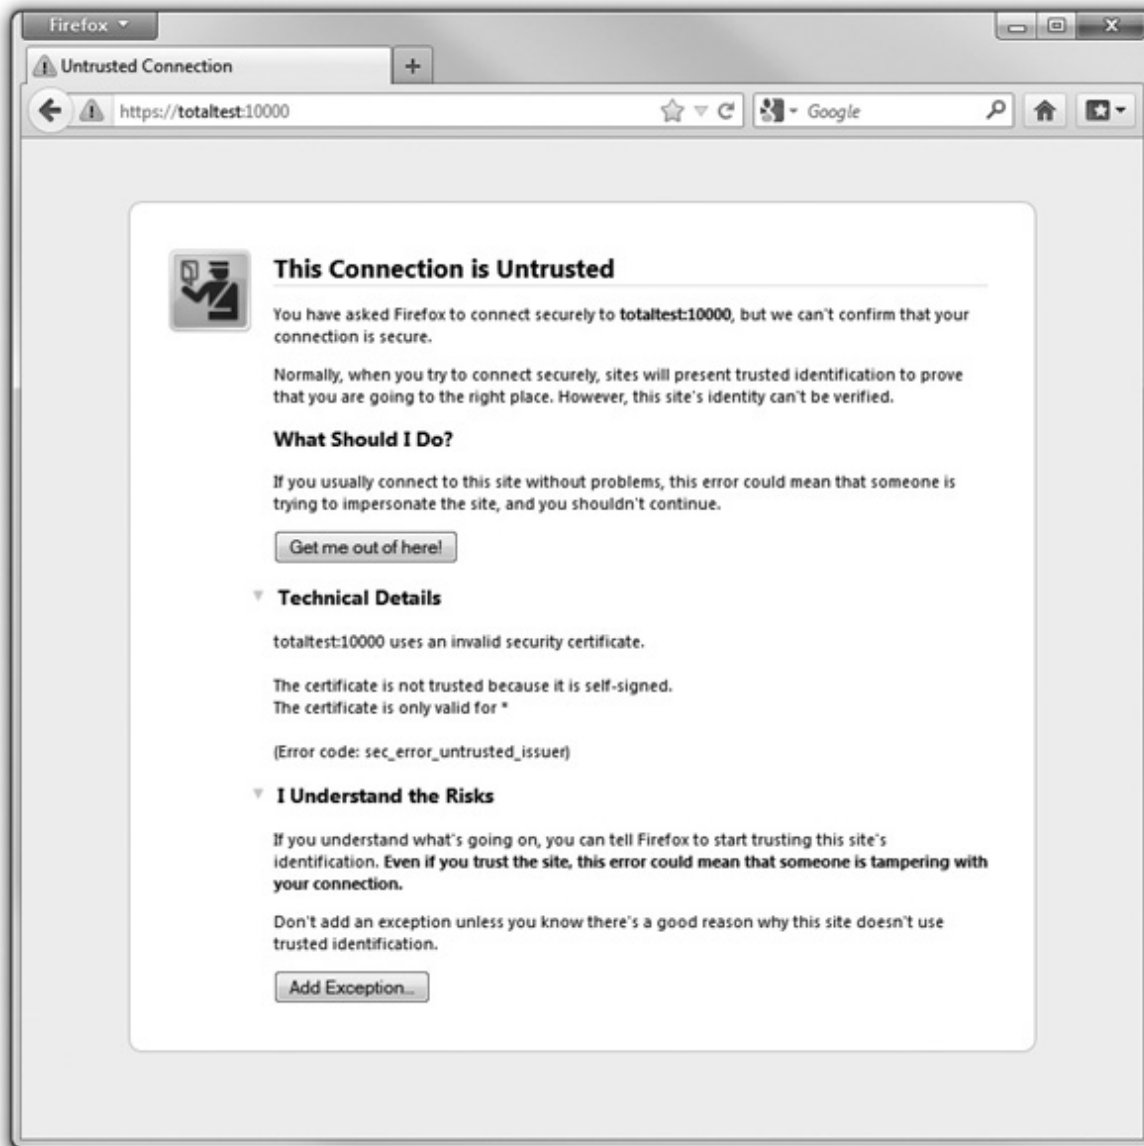 Firefox
Untrusted Connection
+
https://totaltest:10000
Google
This Connection is Untrusted
You have asked Firefox to connect securely to totaltest:10000, but we can't confirm that your
connection is secure.
Normally, when you try to connect securely, sites will present trusted identification to prove
that you are going to the right place. However, this site's identity can't be verified.
What Should I Do?
If you usually connect to this site without problems, this error could mean that someone is
trying to impersonate the site, and you shouldn't continue.
Get me out of here!
Technical Details
totaltest:10000 uses an invalid security certificate.
The certificate is not trusted because it is self-signed.
The certificate is only valid for *
(Error code: sec_error_untrusted_issuer)
I Understand the Risks
If you understand what's going on, you can tell Firefox to start trusting this site's
identification. Even if you trust the site, this error could mean that someone is tampering with
your connection.
Don't add an exception unless you know there's a good reason why this site doesn't use
trusted identification.
Add Exception...